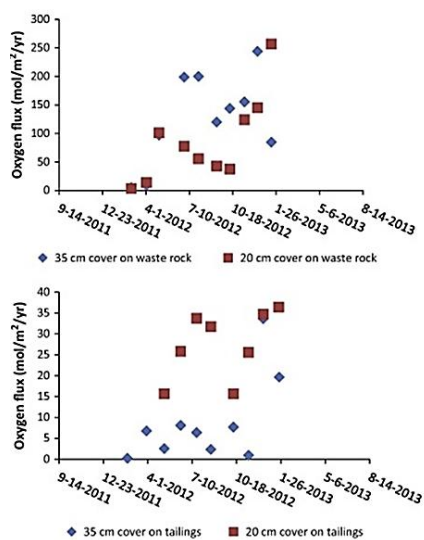 Oxygen flux (mol/m²/yr)
300
250
200
150
100
50
0
9-14-2011 12-23-2011 4-1-2012 7-10-2012 10-18-2012 1-26-2013 5-6-2013 8-14-2013
35 cm cover on waste rock 20 cm cover on waste rock
Oxygen flux (mol/m²/yr)
40
35
30
25
20
15
10
5
0
9-14-2011 12-23-2011 4-1-2012 7-10-2012 10-18-2012 1-26-2013 5-6-2013 8-14-2013
35 cm cover on tailings 20 cm cover on tailings